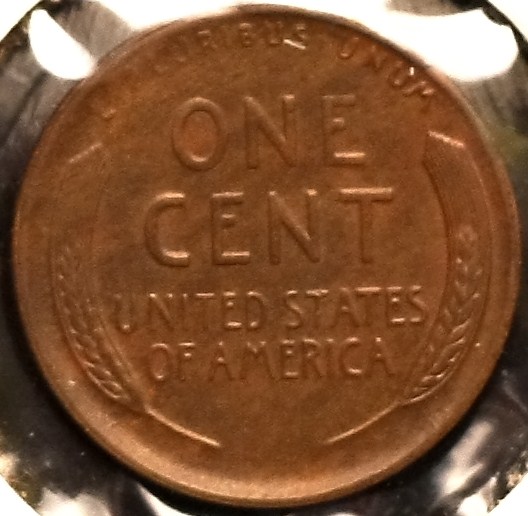 E PLURIBUS UNUM
ONE
CENT
UNITED STATES
OF AMERICA